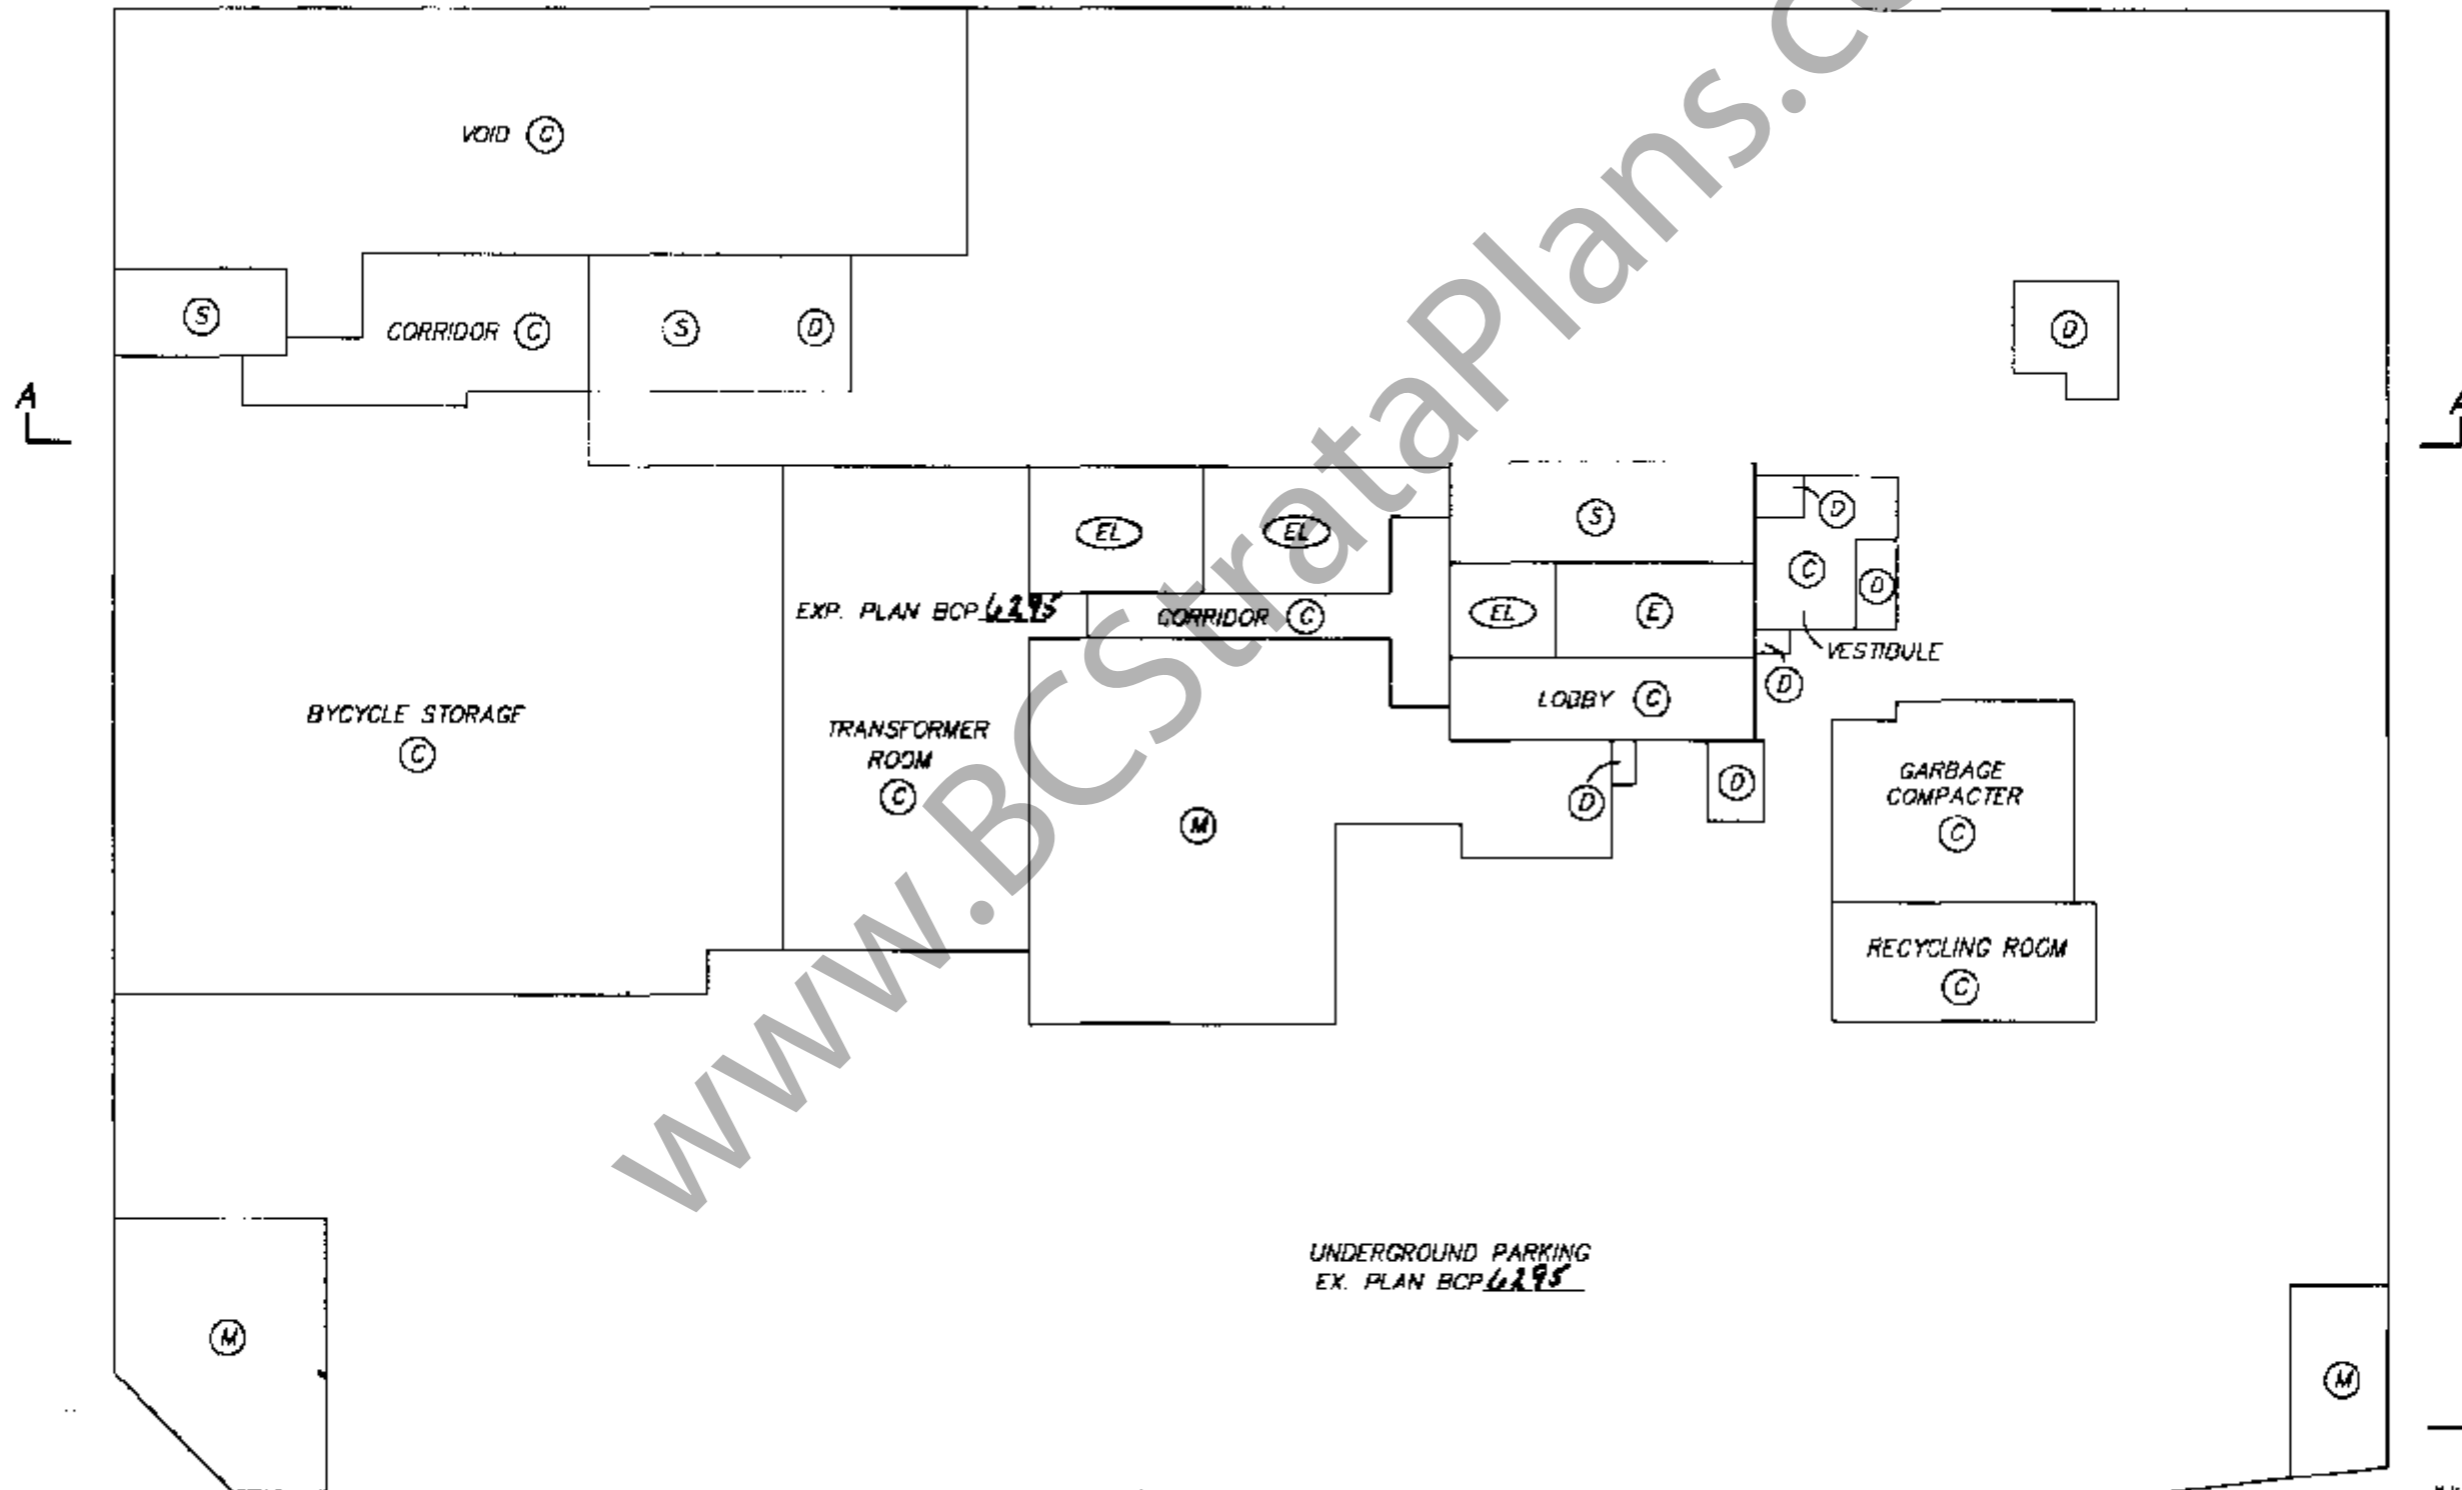 VOID C
S
CORRIDOR C
S
D
D
A
EL
EL
S
D
C
D
EXP. PLAN BCP 6295
CORRIDOR C
EL
E
VESTIBULE
D
BYCYCLE STORAGE
C
LOBBY C
TRANSFORMER
ROOM
C
M
D
D
GARBAGE
COMPACTER
C
RECYCLING ROOM
C
UNDERGROUND PARKING
EX. PLAN BCP 6295
M
M
www.BCStrataPlans.c